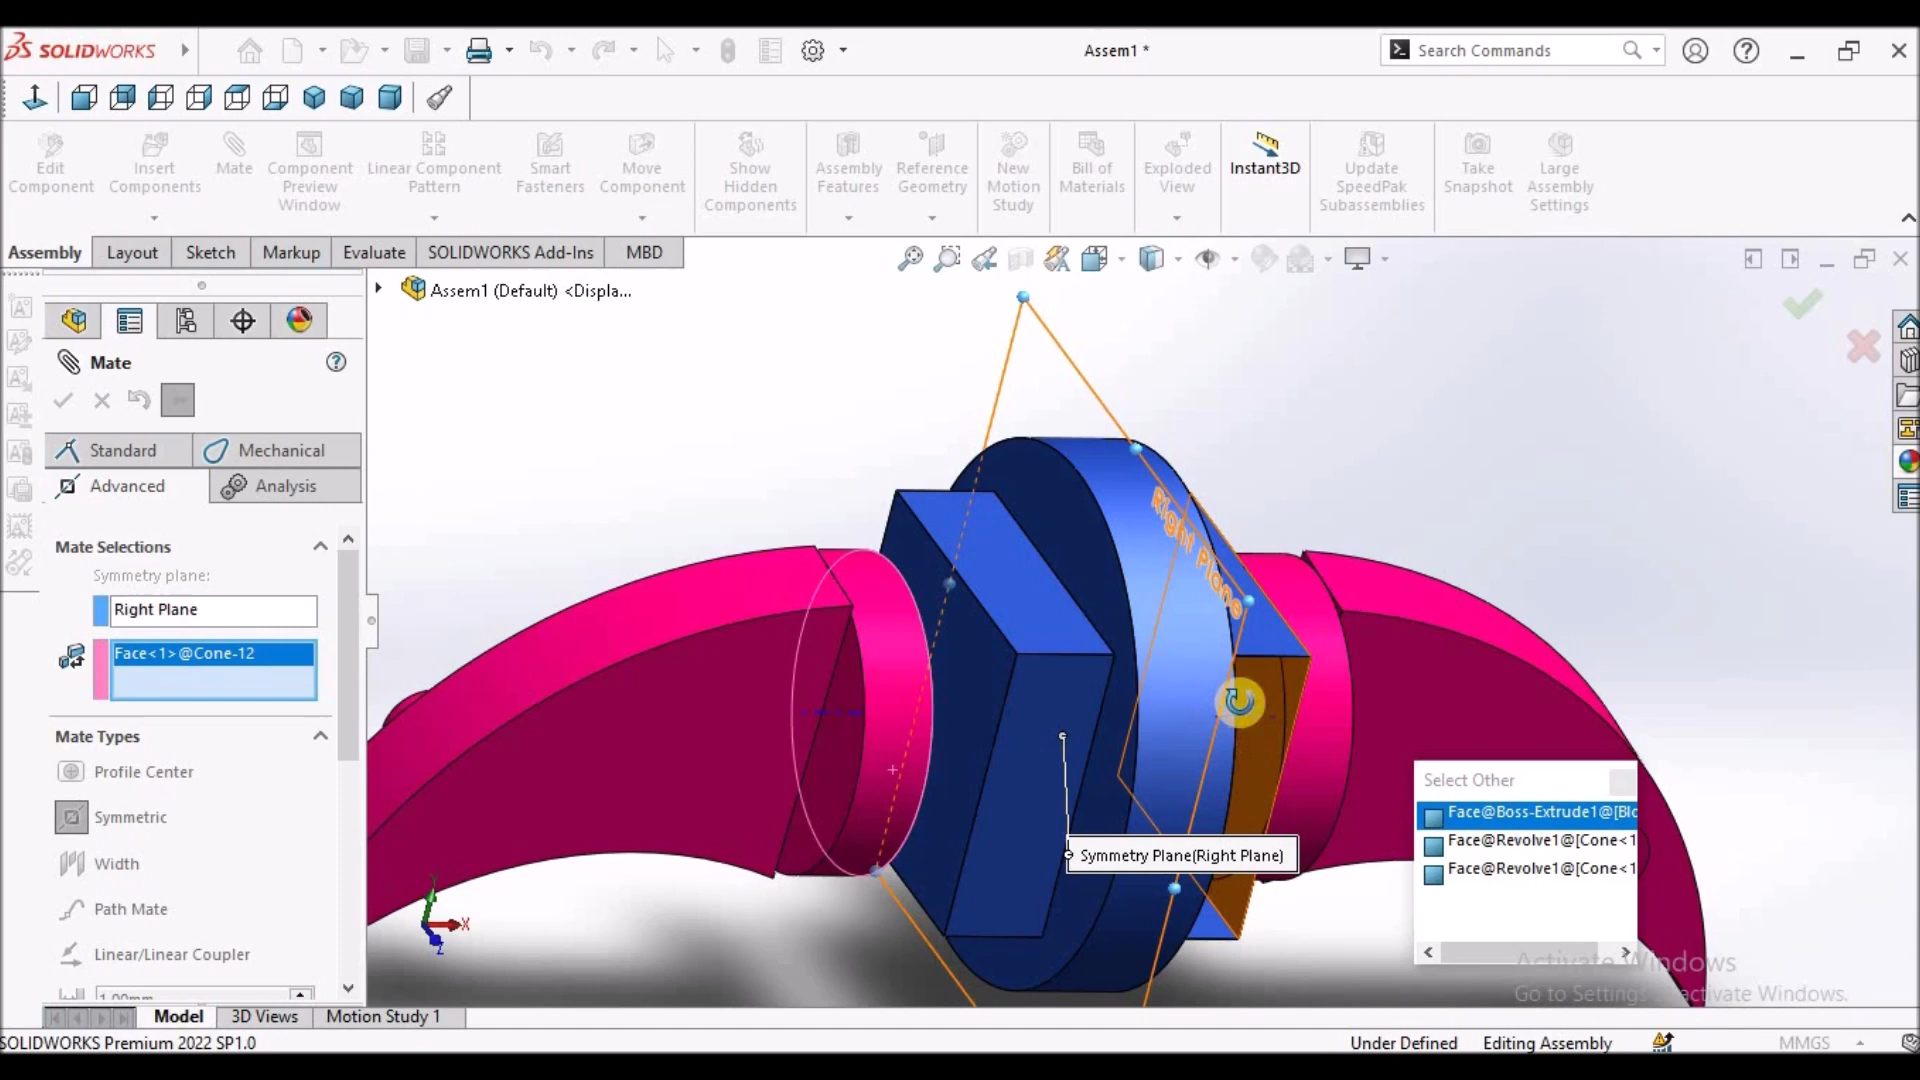 SOLIDWORKS
Assem1 *
Search Commands
Edit
Component
Insert
Components
Mate
Component
Preview
Window
Linear Component
Pattern
Smart
Fasteners
Move
Component
Show
Hidden
Components
Assembly
Features
Reference
Geometry
New
Motion
Study
Bill of
Materials
Exploded
View
Instant3D
Update
SpeedPak
Subassemblies
Take
Snapshot
Large
Assembly
Settings
Assembly
Layout
Sketch
Markup
Evaluate
SOLIDWORKS Add-Ins
MBD
Assem1 (Default) <Displa...
Mate
Standard
Mechanical
Advanced
Analysis
Mate Selections
Symmetry plane:
Right Plane
Face<1>@Cone-12
Mate Types
Profile Center
Symmetric
Width
Path Mate
Linear/Linear Coupler
1.00mm
Right Plane
Symmetry Plane(Right Plane)
Select Other
Face@Boss-Extrude1@[Blo
Face@Revolve1@[Cone<1
Face@Revolve1@[Cone<1
Y
X
Z
Activate Windows
Go to Settings to activate Windows.
Model
3D Views
Motion Study 1
SOLIDWORKS Premium 2022 SP1.0
Under Defined
Editing Assembly
MMGS